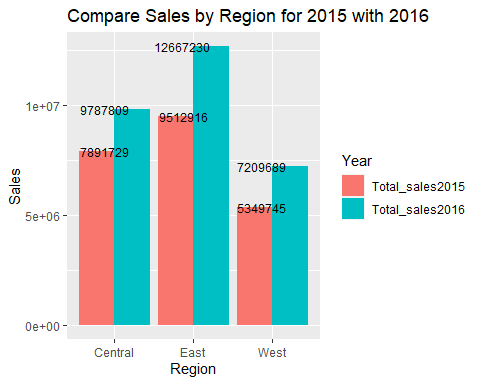 Compare Sales by Region for 2015 with 2016
12667230
9787809
9512916
7891729
7209689
5349745
1e+07
5e+06
0e+00
Sales
Central East West
Region
Year
Total_sales2015
Total_sales2016